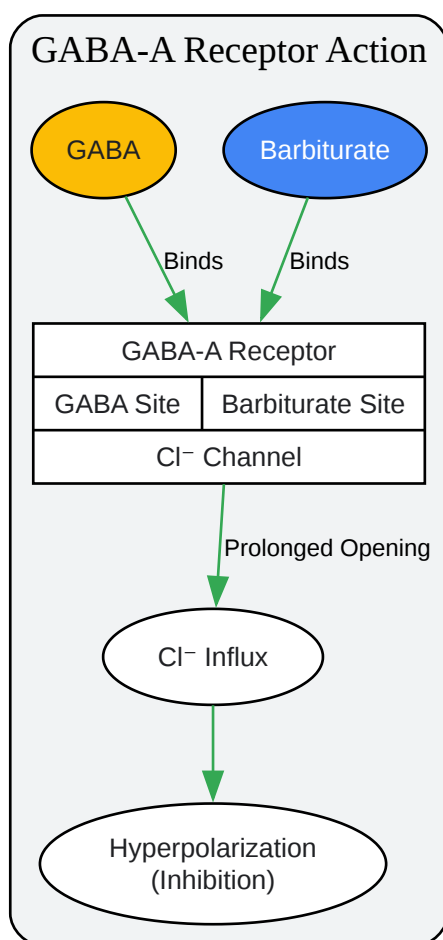 GABA-A Receptor Action
GABA
Barbiturate
Binds
Binds
GABA-A Receptor
GABA Site
Barbiturate Site
Cl⁻ Channel
Prolonged Opening
Cl⁻ Influx
Hyperpolarization
(Inhibition)